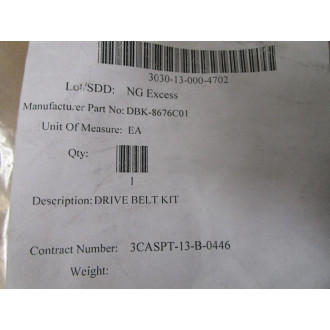 3030-13-000-4702
Lot/SDD: NG Excess
Manufacturer Part No: DBK-8676C01
Unit Of Measure: EA
Qty:
1
Description: DRIVE BELT KIT
Contract Number: 3CASPT-13-B-0446
Weight: